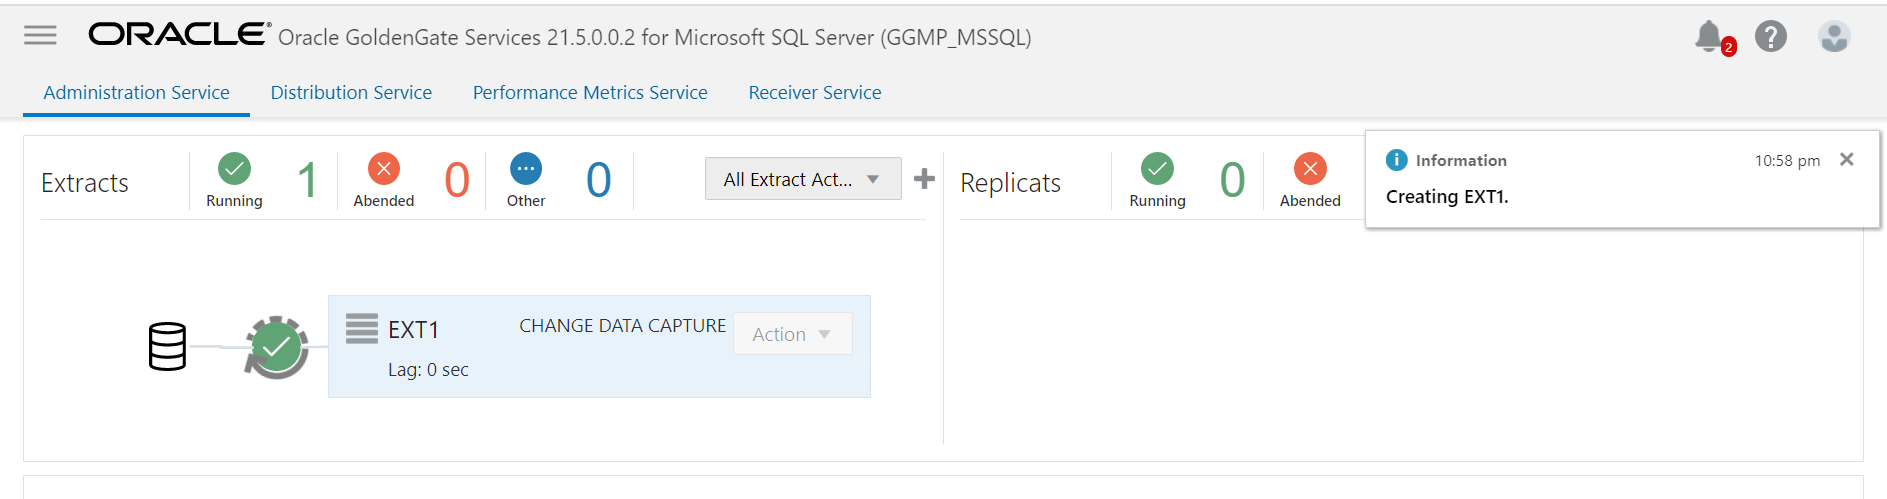 ORACLE® Oracle GoldenGate Services 21.5.0.0.2 for Microsoft SQL Server (GGMP_MSSQL)
2
?
Administration Service Distribution Service Performance Metrics Service Receiver Service
Extracts
Running
1
Abended
0
Other
0
All Extract Act...
Replicats
Running
0
Abended
Information
10:58 pm
Creating EXT1.
EXT1
CHANGE DATA CAPTURE
Action
Lag: 0 sec